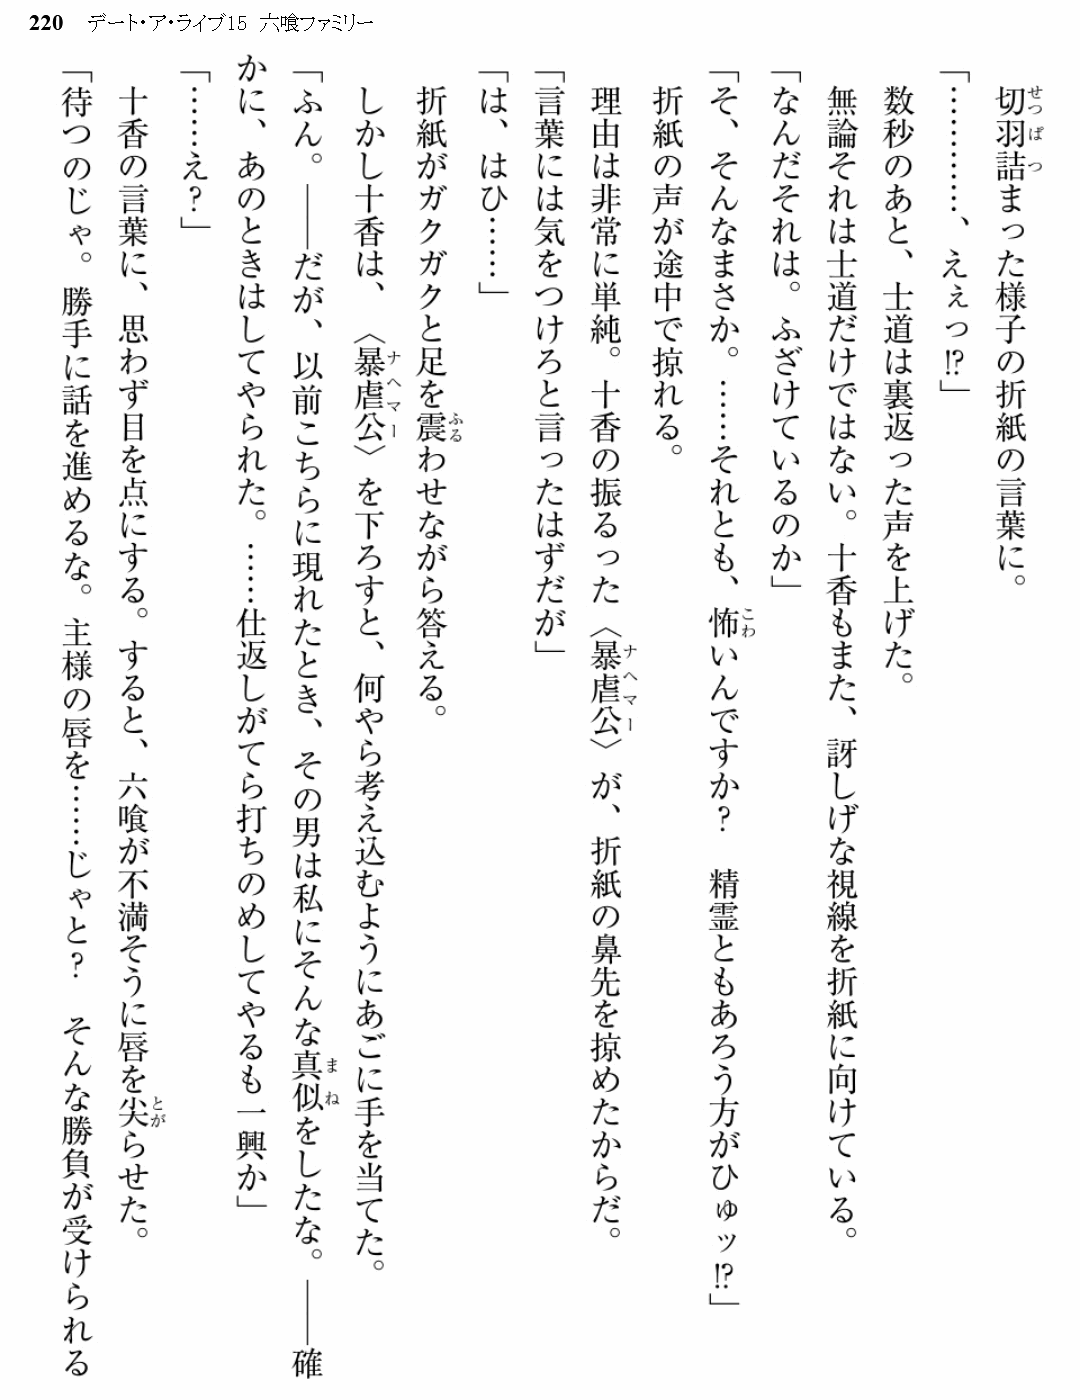 220 デート・ア・ライブ15 六喰ファミリー
切羽詰まった様子の折紙の言葉に。
「…………、えぇっ!?」
数秒のあと、士道は裏返った声を上げた。
無論それは士道だけではない。十香もまた、訝しげな視線を折紙に向けている。
「なんだそれは。ふざけているのか」
「そ、そんなまさか。……それとも、怖いんですか? 精霊ともあろう方がひゅッ!?」
折紙の声が途中で掠れる。
理由は非常に単純。十香の振るった〈暴虐公〉が、折紙の鼻先を掠めたからだ。
「言葉には気をつけろと言ったはずだが」
「は、はひ……」
折紙がガクガクと足を震わせながら答える。
しかし十香は、〈暴虐公〉を下ろすと、何やら考え込むようにあごに手を当てた。
「ふん。――だが、以前こちらに現れたとき、その男は私にそんな真似をしたな。――確
かに、あのときはしてやられた。……仕返しがてら打ちのめしてやるも一興か」
「……え?」
十香の言葉に、思わず目を点にする。すると、六喰が不満そうに唇を尖らせた。
「待つのじゃ。勝手に話を進めるな。主様の唇を……じゃと? そんな勝負が受けられる